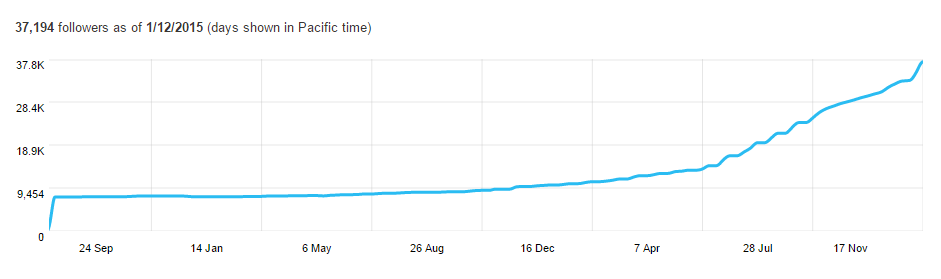 37,194 followers as of 1/12/2015 (days shown in Pacific time)
37.8K
28.4K
18.9K
9.454
0
24 Sep 14 Jan 6 May 26 Aug 16 Dec 7 Apr 28 Jul 17 Nov